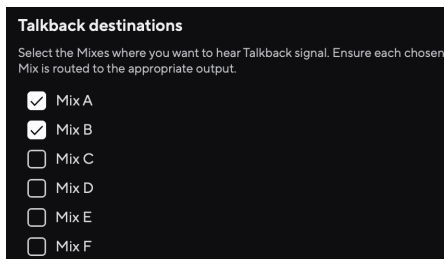 Talkback destinations
Select the Mixes where you want to hear Talkback signal. Ensure each chosen
Mix is routed to the appropriate output.
Mix A
Mix B
Mix C
Mix D
Mix E
Mix F